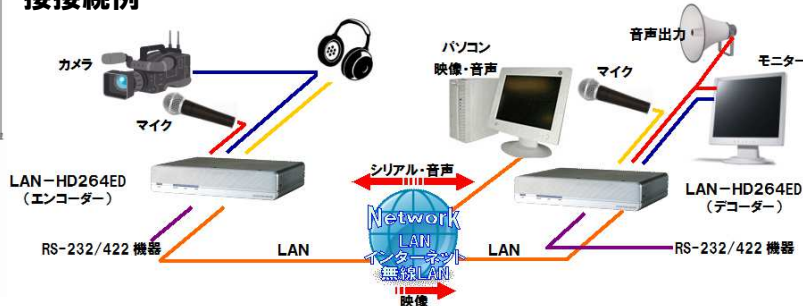 接接続例
カメラ
マイク
LAN-HD264ED
(エンコーダー)
RS-232/422 機器
LAN
シリアル・音声
Network
LAN
インターネット
無線LAN
映像
LAN
パソコン
映像・音声
マイク
音声出力
モニター
LAN-HD264ED
(デコーダー)
RS-232/422 機器